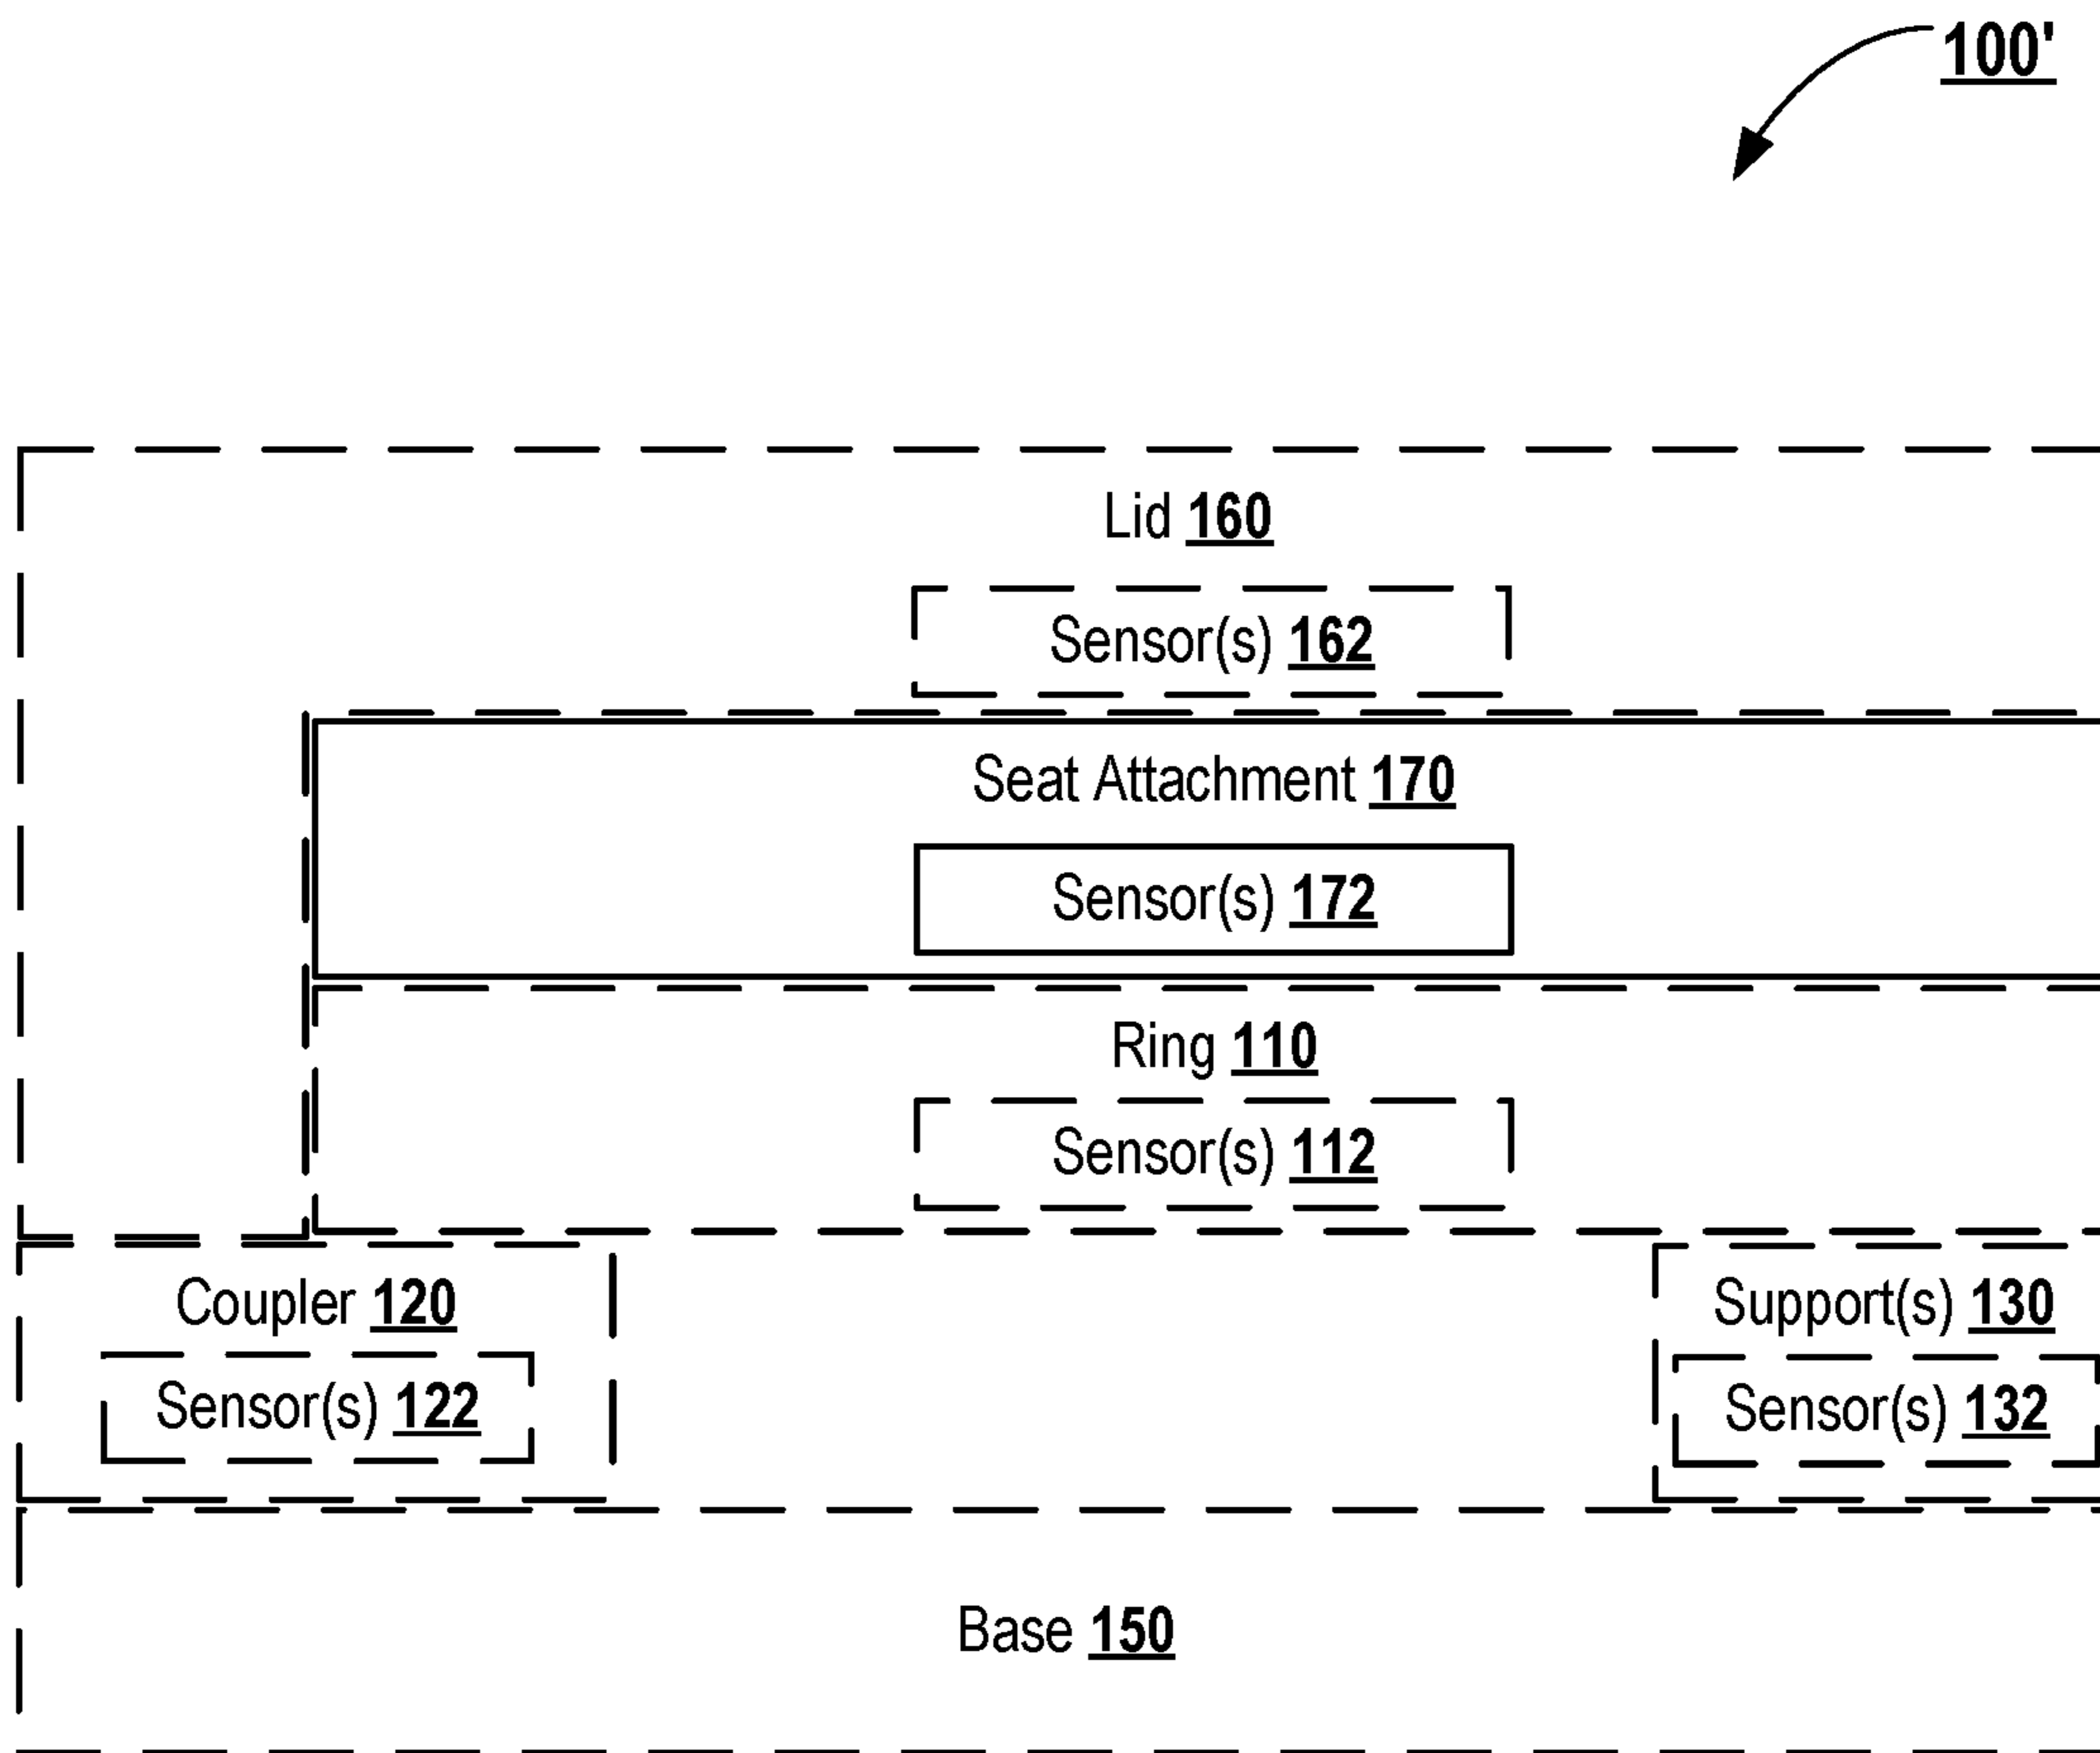 100'
Lid 160
Sensor(s) 162
Seat Attachment 170
Sensor(s) 172
Ring 110
Sensor(s) 112
Coupler 120
Support(s) 130
Sensor(s) 122
Sensor(s) 132
Base 150